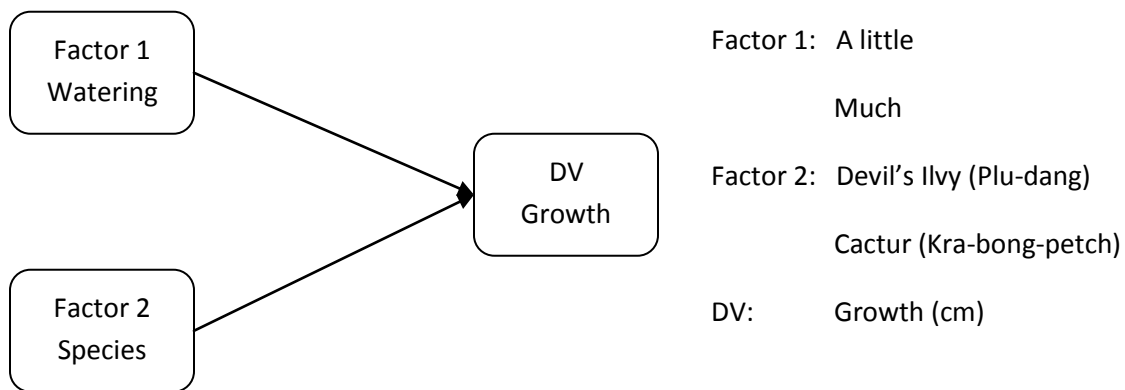 Factor 1
Watering
Factor 2
Species
DV
Growth
Factor 1: A little
Much
Factor 2: Devil's Ilvy (Plu-dang)
Cactur (Kra-bong-petch)
DV: Growth (cm)